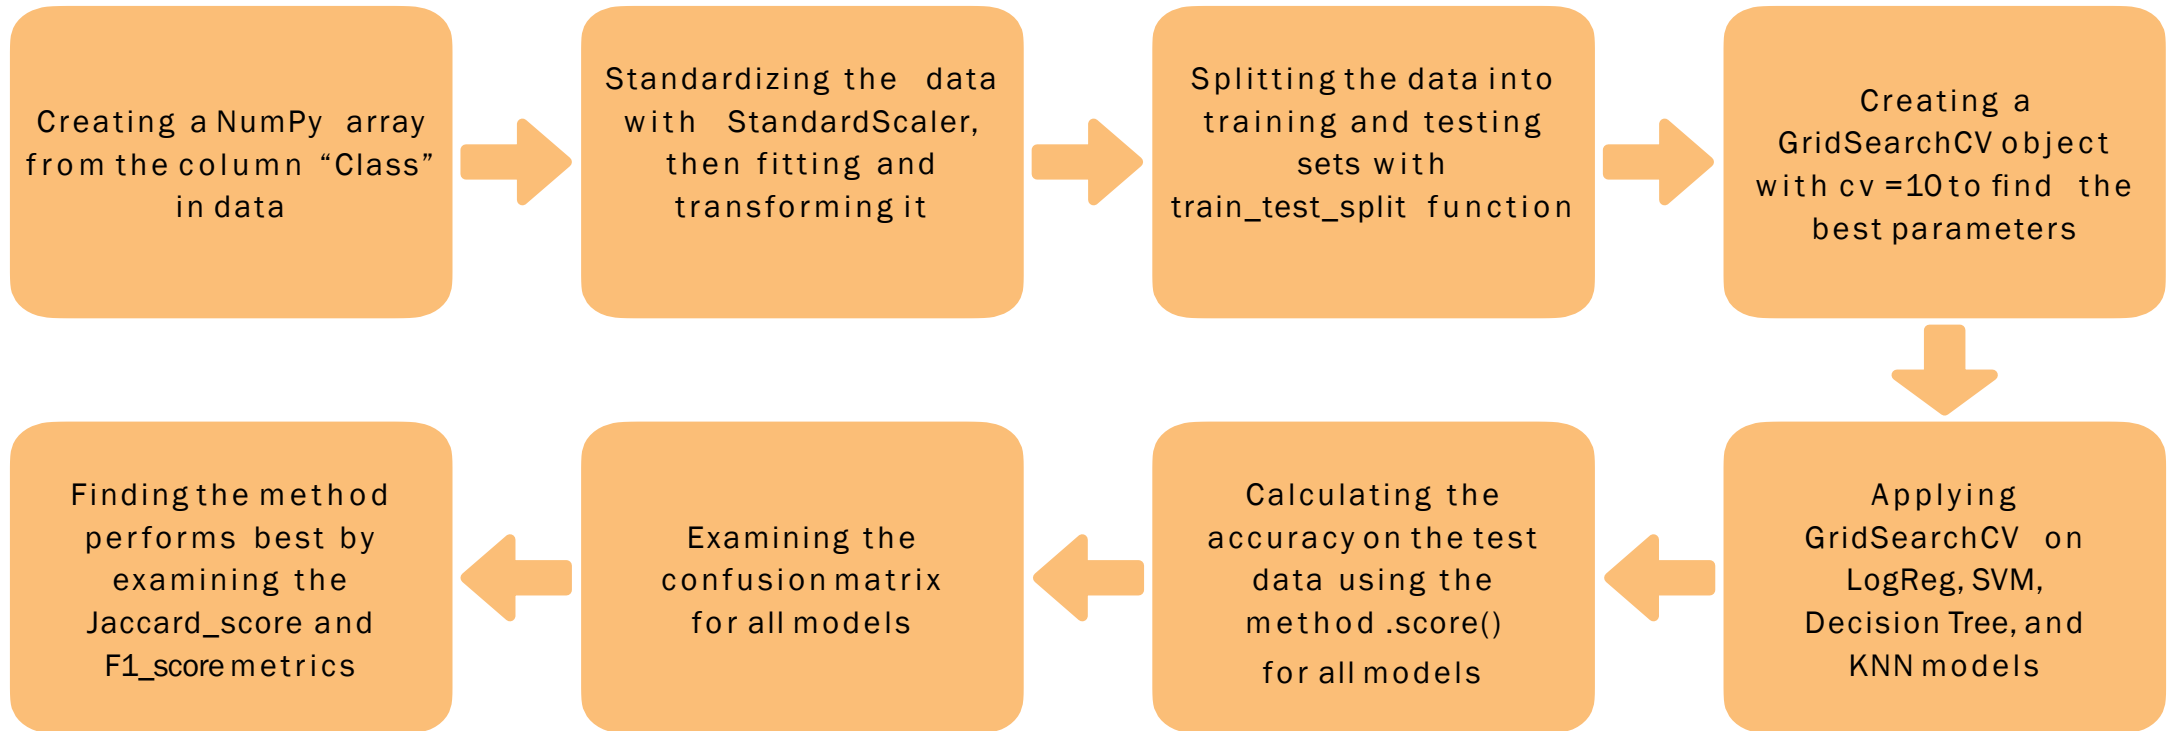 Creating a NumPy array
from the column “Class”
in data
Standardizing the data
with StandardScaler,
then fitting and
transforming it
Splitting the data into
training and testing
sets with
train_test_split function
Creating a
GridSearchCV object
with cv =10 to find the
best parameters
Applying
GridSearchCV on
LogReg, SVM,
Decision Tree, and
KNN models
Calculating the
accuracy on the test
data using the
method .score()
for all models
Examining the
confusion matrix
for all models
Finding the method
performs best by
examining the
Jaccard_score and
F1_score metrics